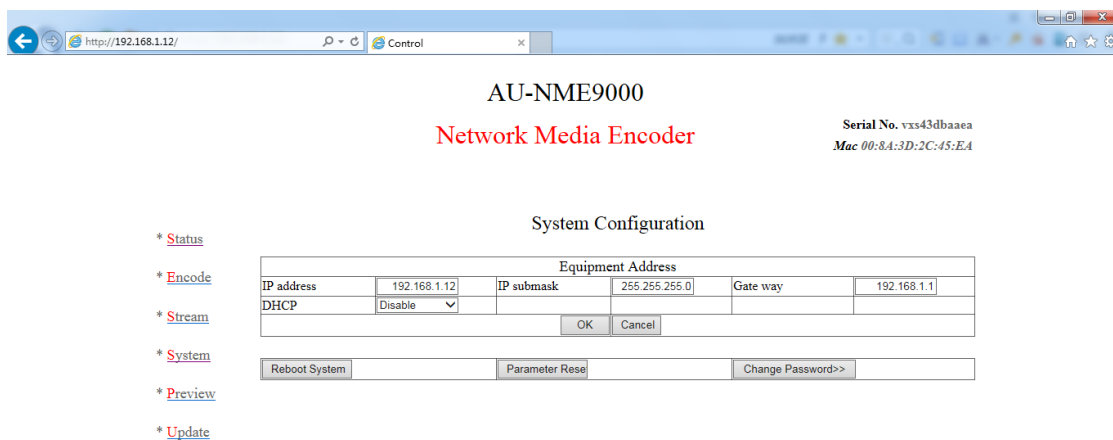 http://192.168.1.12/
Control
AU-NME9000
Network Media Encoder
Serial No. vxs43dbaaea
Mac 00:8A:3D:2C:45:EA
System Configuration
* Status
* Encode
* Stream
* System
* Preview
* Update
Equipment Address
IP address 192.168.1.12 IP submask 255.255.255.0 Gate way 192.168.1.1
DHCP Disable
OK Cancel
Reboot System Parameter Rese Change Password>>